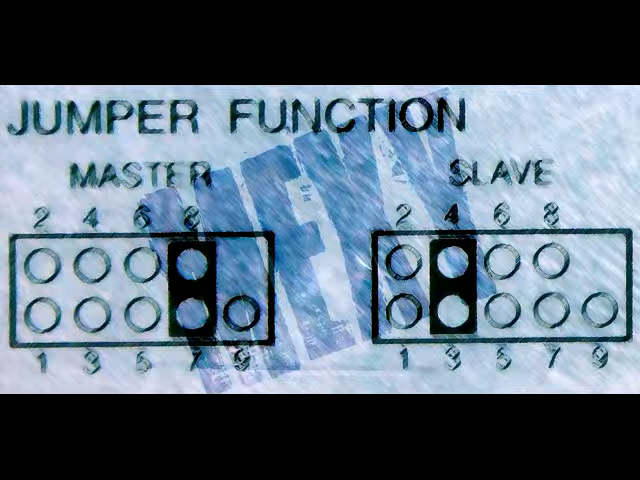 JUMPER FUNCTION
MASTER SLAVE
2 4 6 8 2 4 6 8
1 3 5 7 9 1 3 5 7 9